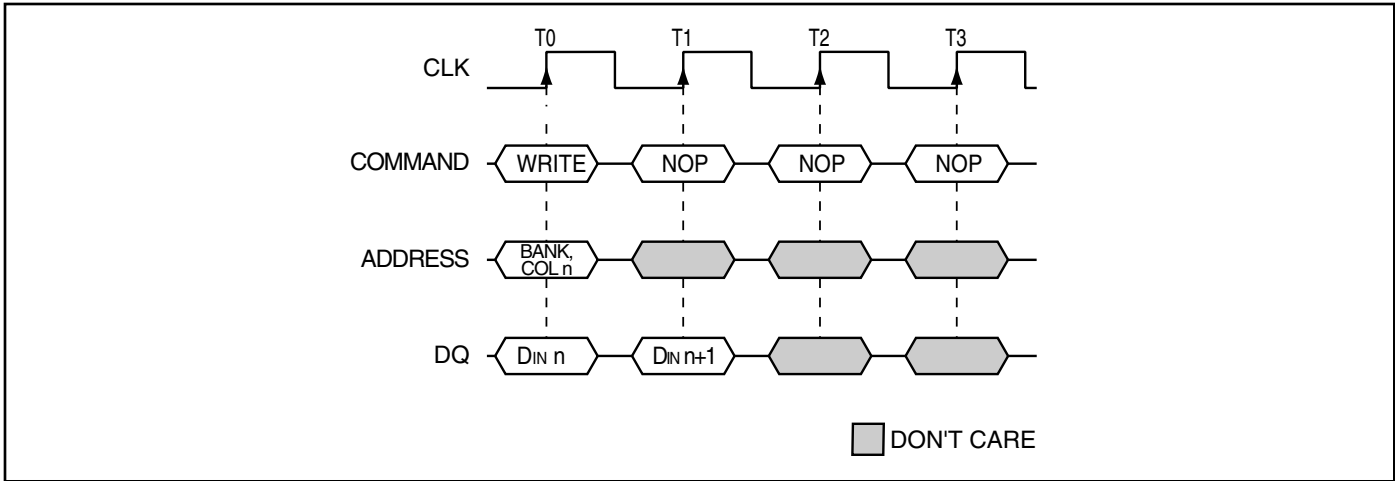 T0 T1 T2 T3
CLK
COMMAND WRITE NOP NOP NOP
ADDRESS BANK,
COL n
DQ DIN n DIN n+1
DON'T CARE